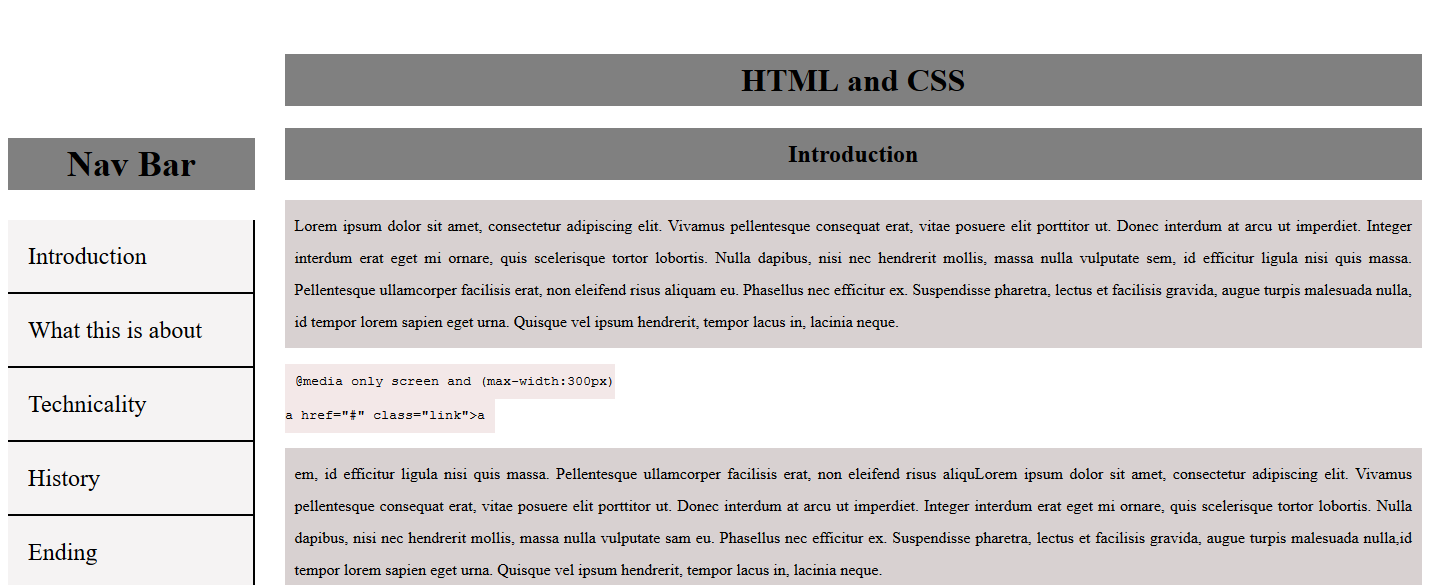 HTML and CSS
Nav Bar
Introduction
What this is about
Technicality
History
Ending
Introduction
Lorem ipsum dolor sit amet, consectetur adipiscing elit. Vivamus pellentesque consequat erat, vitae posuere elit porttitor ut. Donec interdum at arcu ut imperdiet. Integer
interdum erat eget mi ornare, quis scelerisque tortor lobortis. Nulla dapibus, nisi nec hendrerit mollis, massa nulla vulputate sem, id efficitur ligula nisi quis massa.
Pellentesque ullamcorper facilisis erat, non eleifend risus aliquam eu. Phasellus nec efficitur ex. Suspendisse pharetra, lectus et facilisis gravida, augue turpis malesuada nulla,
id tempor lorem sapien eget urna. Quisque vel ipsum hendrerit, tempor lacus in, lacinia neque.
@media only screen and (max-width:300px)
a href="#" class="link">a
em, id efficitur ligula nisi quis massa. Pellentesque ullamcorper facilisis erat, non eleifend risus aliquLorem ipsum dolor sit amet, consectetur adipiscing elit. Vivamus
pellentesque consequat erat, vitae posuere elit porttitor ut. Donec interdum at arcu ut imperdiet. Integer interdum erat eget mi ornare, quis scelerisque tortor lobortis. Nulla
dapibus, nisi nec hendrerit mollis, massa nulla vulputate sam eu. Phasellus nec efficitur ex. Suspendisse pharetra, lectus et facilisis gravida, augue turpis malesuada nulla,id
tempor lorem sapien eget urna. Quisque vel ipsum hendrerit, tempor lacus in, lacinia neque.